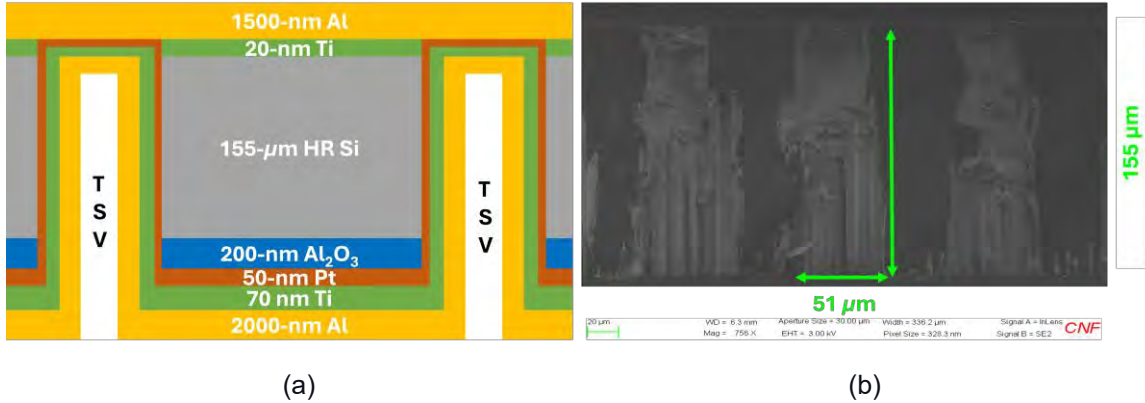 1500-nm Al
20-nm Ti
155-µm HR Si
TSV
TSV
200-nm Al₂O₃
50-nm Pt
70 nm Ti
2000-nm Al
(a)
155 µm
51 µm
20 µm
WD = 6.3 mm Aperture Size = 30.00 µm Width = 336.2 µm Signal A = InLens
Mag = 756 X EHT = 3.00 kV Pixel Size = 328.3 nm Signal B = SE2 CNF
(b)